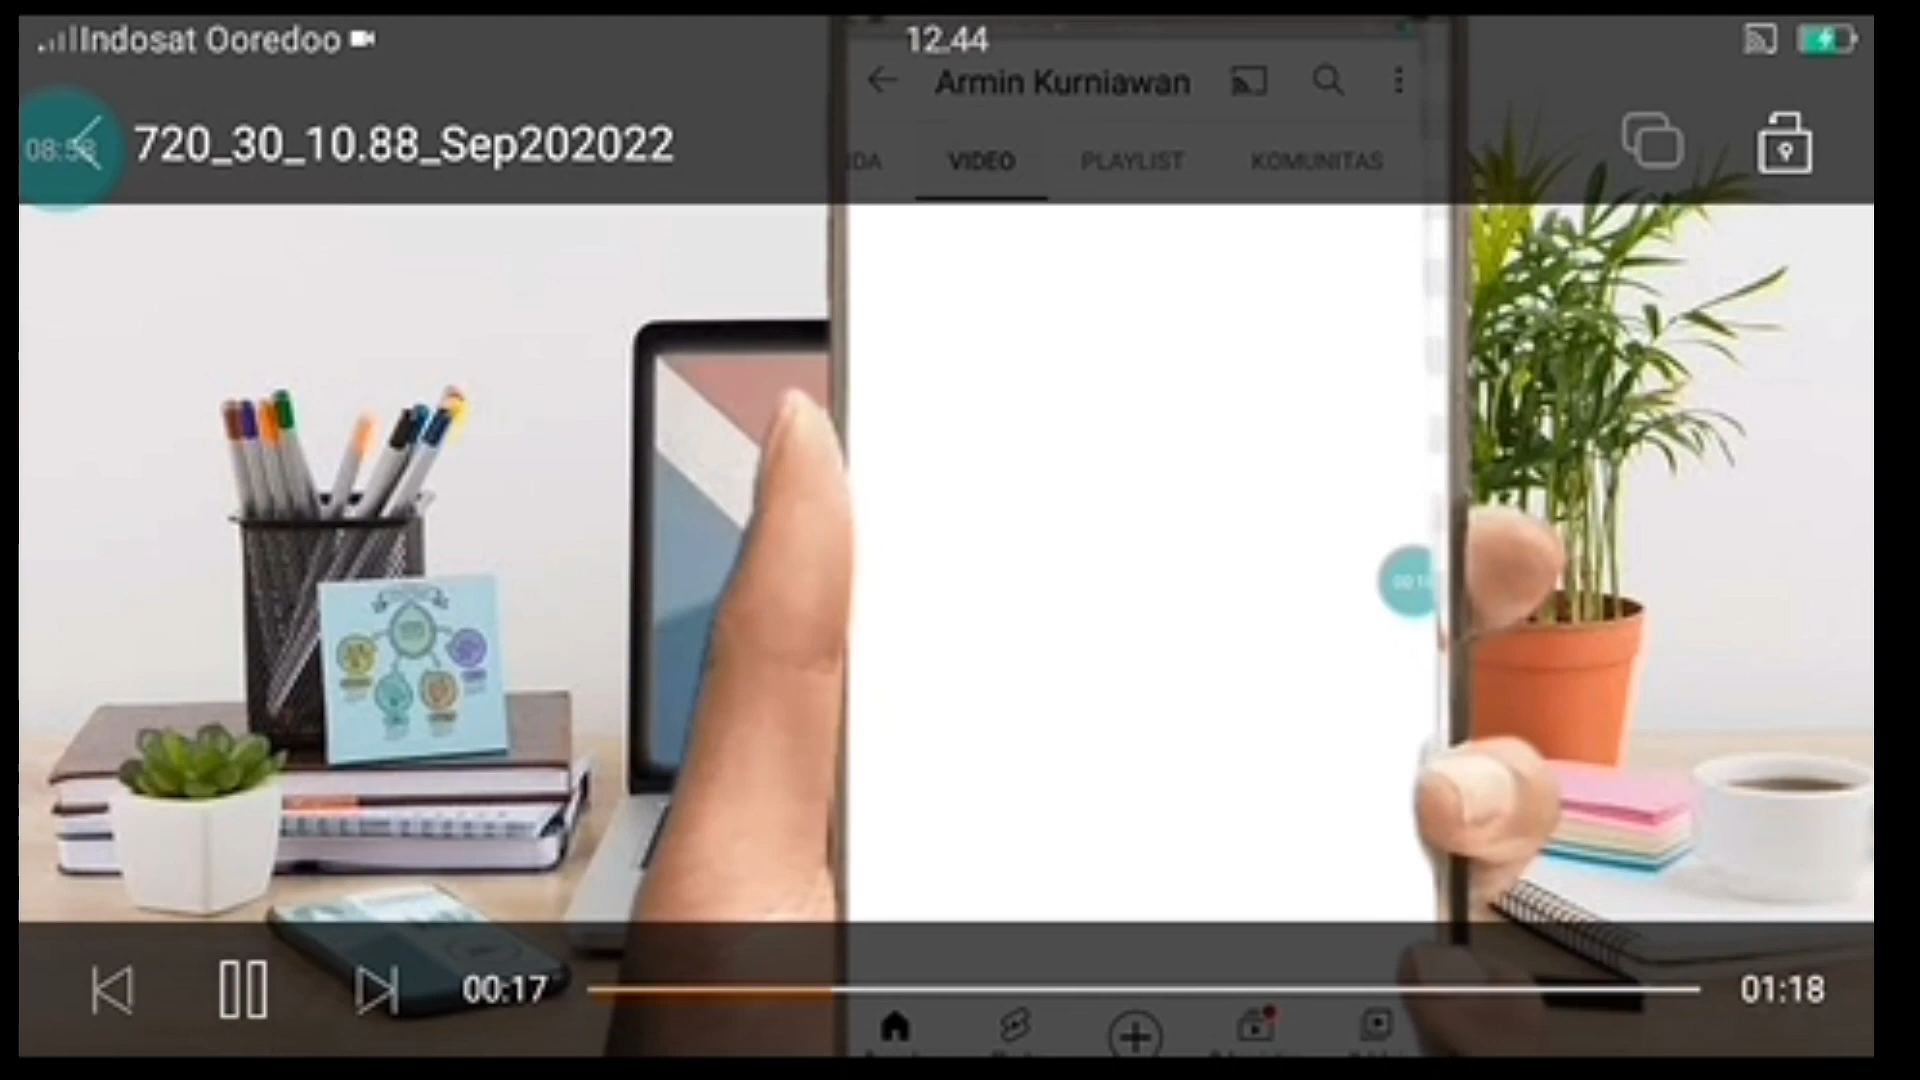 Indosat Ooredoo
12.44
Armin Kurniawan
720_30_10.88_Sep202022
VIDEO
PLAYLIST
KOMUNITAS
00:17
01:18